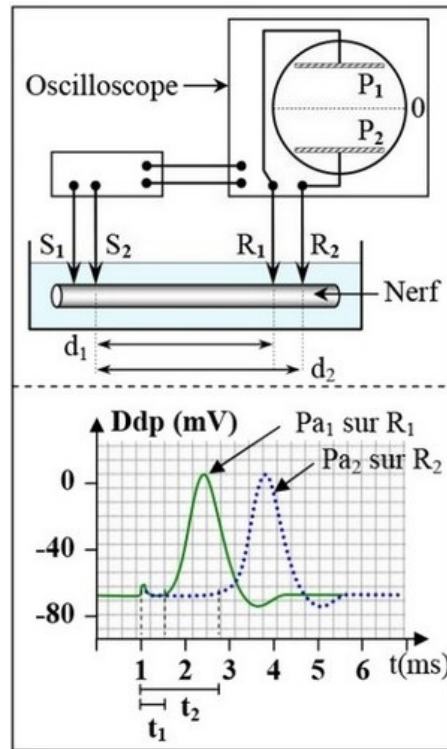 Oscilloscope
P₁
0
P₂
S₁ S₂ R₁ R₂
Nerf
d₁
d₂
Ddp (mV)
Pa₁ sur R₁
Pa₂ sur R₂
0
-40
-80
1 2 3 4 5 6 t(ms)
t₂
t₁